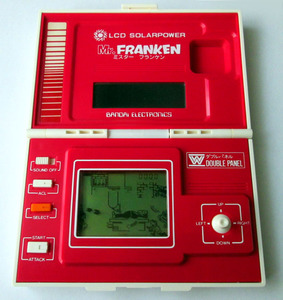 LCD SOLARPOWER
Mr. FRANKEN
ミスター フランケン
BANDAI ELECTRONICS
W ダブルパネル
DOUBLE PANEL
SOUND OFF
ACL
SELECT
START
ATTACK
UP
LEFT
RIGHT
DOWN